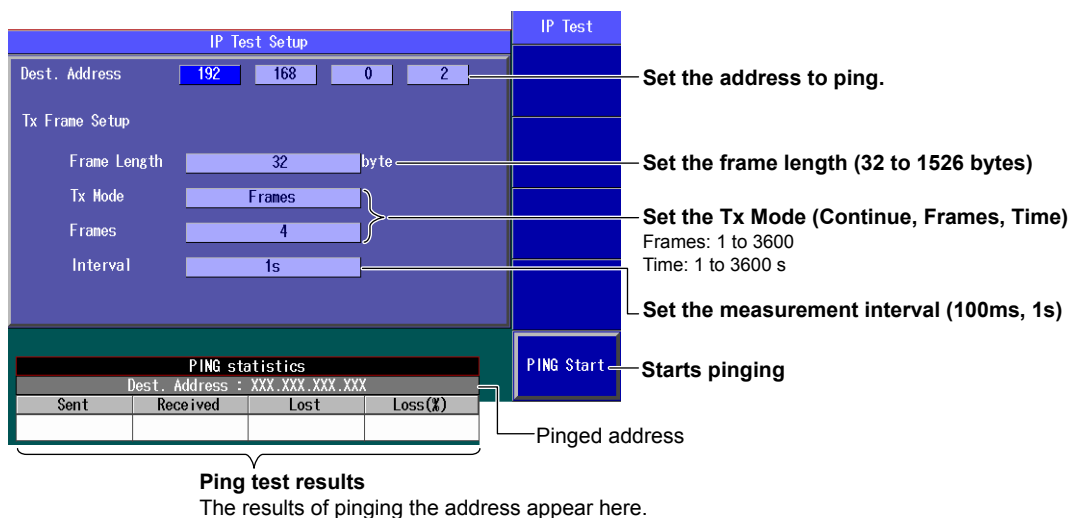 IP Test
IP Test Setup
Dest. Address 192 168 0 2
Set the address to ping.
Tx Frame Setup
Frame Length 32 byte
Set the frame length (32 to 1526 bytes)
Tx Mode Frames
Set the Tx Mode (Continue, Frames, Time)
Frames 4
Frames: 1 to 3600
Time: 1 to 3600 s
Interval 1s
Set the measurement interval (100ms, 1s)
PING Start
Starts pinging
PING statistics
Dest. Address : XXX.XXX.XXX.XXX
Sent Received Lost Loss(%)
Pinged address
Ping test results
The results of pinging the address appear here.